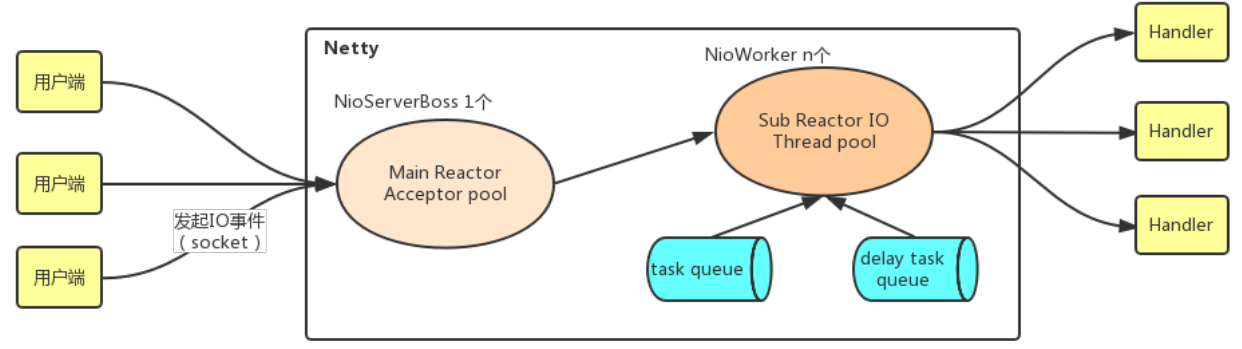 Netty
用户端
用户端
用户端
发起IO事件
（socket）
NioServerBoss 1个
Main Reactor
Acceptor pool
NioWorker n个
Sub Reactor IO
Thread pool
task queue
delay task
queue
Handler
Handler
Handler